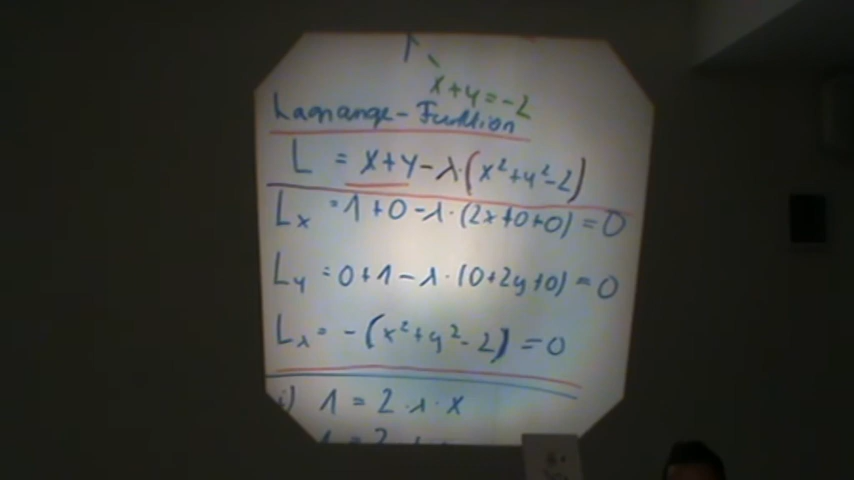 x+y=-2
Lagrange-Funktion
L = x+y-λ·(x²+y²-2)
Lx = 1+0-λ·(2x+0+0) = 0
Ly = 0+1-λ·(0+2y+0) = 0
Lλ = -(x²+y²-2) = 0
i) 1 = 2·λ·x